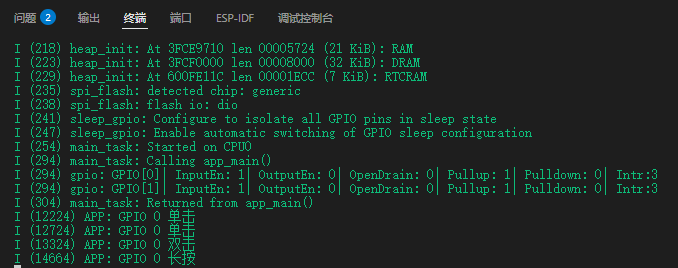 问题 2 输出 终端 端口 ESP-IDF 调试控制台
I (218) heap_init: At 3FCE9710 len 00005724 (21 KiB): RAM
I (223) heap_init: At 3FCF0000 len 00008000 (32 KiB): DRAM
I (229) heap_init: At 600FE11C len 00001ECC (7 KiB): RTCRAM
I (235) spi_flash: detected chip: generic
I (238) spi_flash: flash io: dio
I (241) sleep_gpio: Configure to isolate all GPIO pins in sleep state
I (247) sleep_gpio: Enable automatic switching of GPIO sleep configuration
I (254) main_task: Started on CPU0
I (294) main_task: Calling app_main()
I (294) gpio: GPIO[0]| InputEn: 1| OutputEn: 0| OpenDrain: 0| Pullup: 1| Pulldown: 0| Intr:3
I (294) gpio: GPIO[1]| InputEn: 1| OutputEn: 0| OpenDrain: 0| Pullup: 1| Pulldown: 0| Intr:3
I (304) main_task: Returned from app_main()
I (12224) APP: GPIO 0 单击
I (12724) APP: GPIO 0 单击
I (13324) APP: GPIO 0 双击
I (14664) APP: GPIO 0 长按